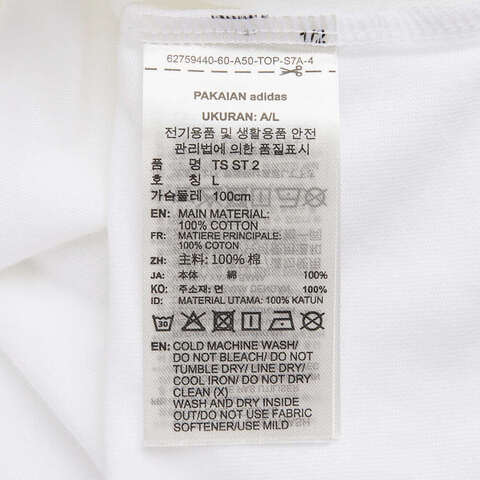 62759440-60-A50-TOP-S7A-4
PAKAIAN adidas
UKURAN: A/L
전기용품 및 생활용품 안전
관리법에 의한 품질표시
품 명 TS ST 2
호 칭 L
가슴둘레 100cm
EN: MAIN MATERIAL:
100% COTTON
FR: MATIERE PRINCIPALE:
100% COTON
ZH: 主料: 100% 棉
JA: 本体 綿 100%
KO: 주소재: 면 100%
ID: MATERIAL UTAMA: 100% KATUN
30
EN: COLD MACHINE WASH/
DO NOT BLEACH/ DO NOT
TUMBLE DRY/ LINE DRY/
COOL IRON/ DO NOT DRY
CLEAN (X)
WASH AND DRY INSIDE
OUT/DO NOT USE FABRIC
SOFTENER/USE MILD